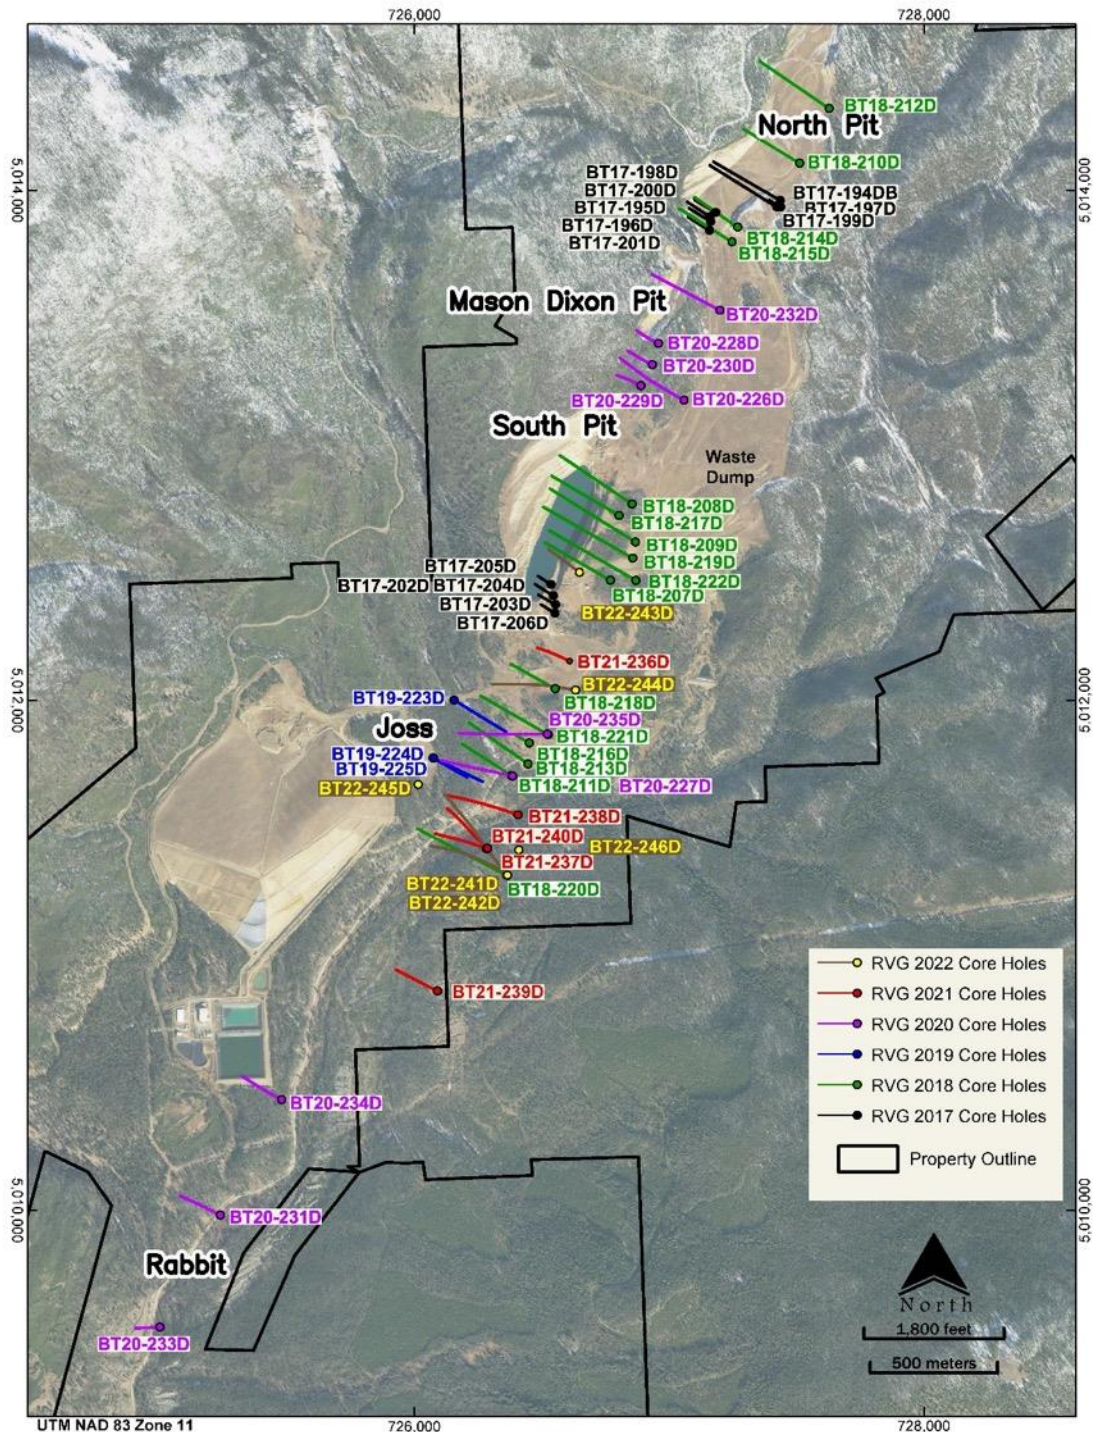 726,000
728,000
BT18-212D
North Pit
BT18-210D
BT17-198D
BT17-200D
BT17-195D
BT17-196D
BT17-201D
BT17-194DB
BT17-197D
BT17-199D
5,014,000
5,014,000
BT18-214D
BT18-215D
Mason Dixon Pit
BT20-232D
BT20-228D
BT20-230D
BT20-229D
BT20-226D
South Pit
Waste
Dump
BT18-208D
BT18-217D
BT18-209D
BT18-219D
BT17-205D
BT17-202D
BT17-204D
BT18-222D
BT18-207D
BT17-203D
BT22-243D
BT17-206D
BT21-236D
BT22-244D
BT19-223D
BT18-218D
5,012,000
5,012,000
BT20-235D
Joss
BT18-221D
BT19-224D
BT18-216D
BT19-225D
BT18-213D
BT22-245D
BT18-211D
BT20-227D
BT21-238D
BT21-240D
BT22-246D
BT21-237D
BT22-241D
BT18-220D
BT22-242D
BT21-239D
RVG 2022 Core Holes
RVG 2021 Core Holes
RVG 2020 Core Holes
RVG 2019 Core Holes
RVG 2018 Core Holes
RVG 2017 Core Holes
Property Outline
BT20-234D
BT20-231D
5,010,000
5,010,000
Rabbit
BT20-233D
North
1,800 feet
500 meters
UTM NAD 83 Zone 11
726,000
728,000